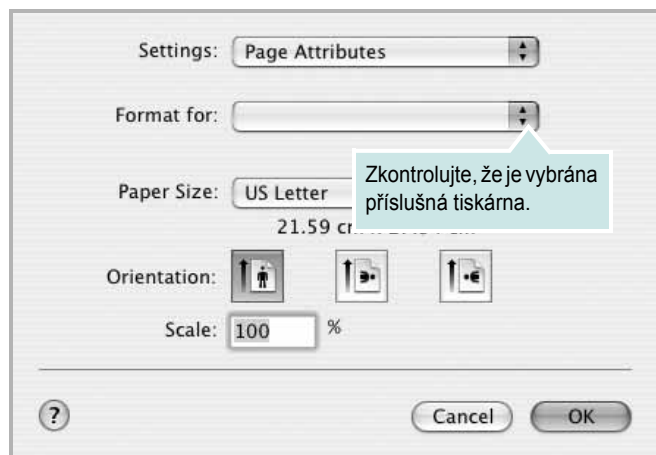 Settings: Page Attributes
Format for:
Zkontrolujte, že je vybrána
příslušná tiskárna.
Paper Size: US Letter
21.59 cm
Orientation:
Scale: 100 %
? Cancel OK